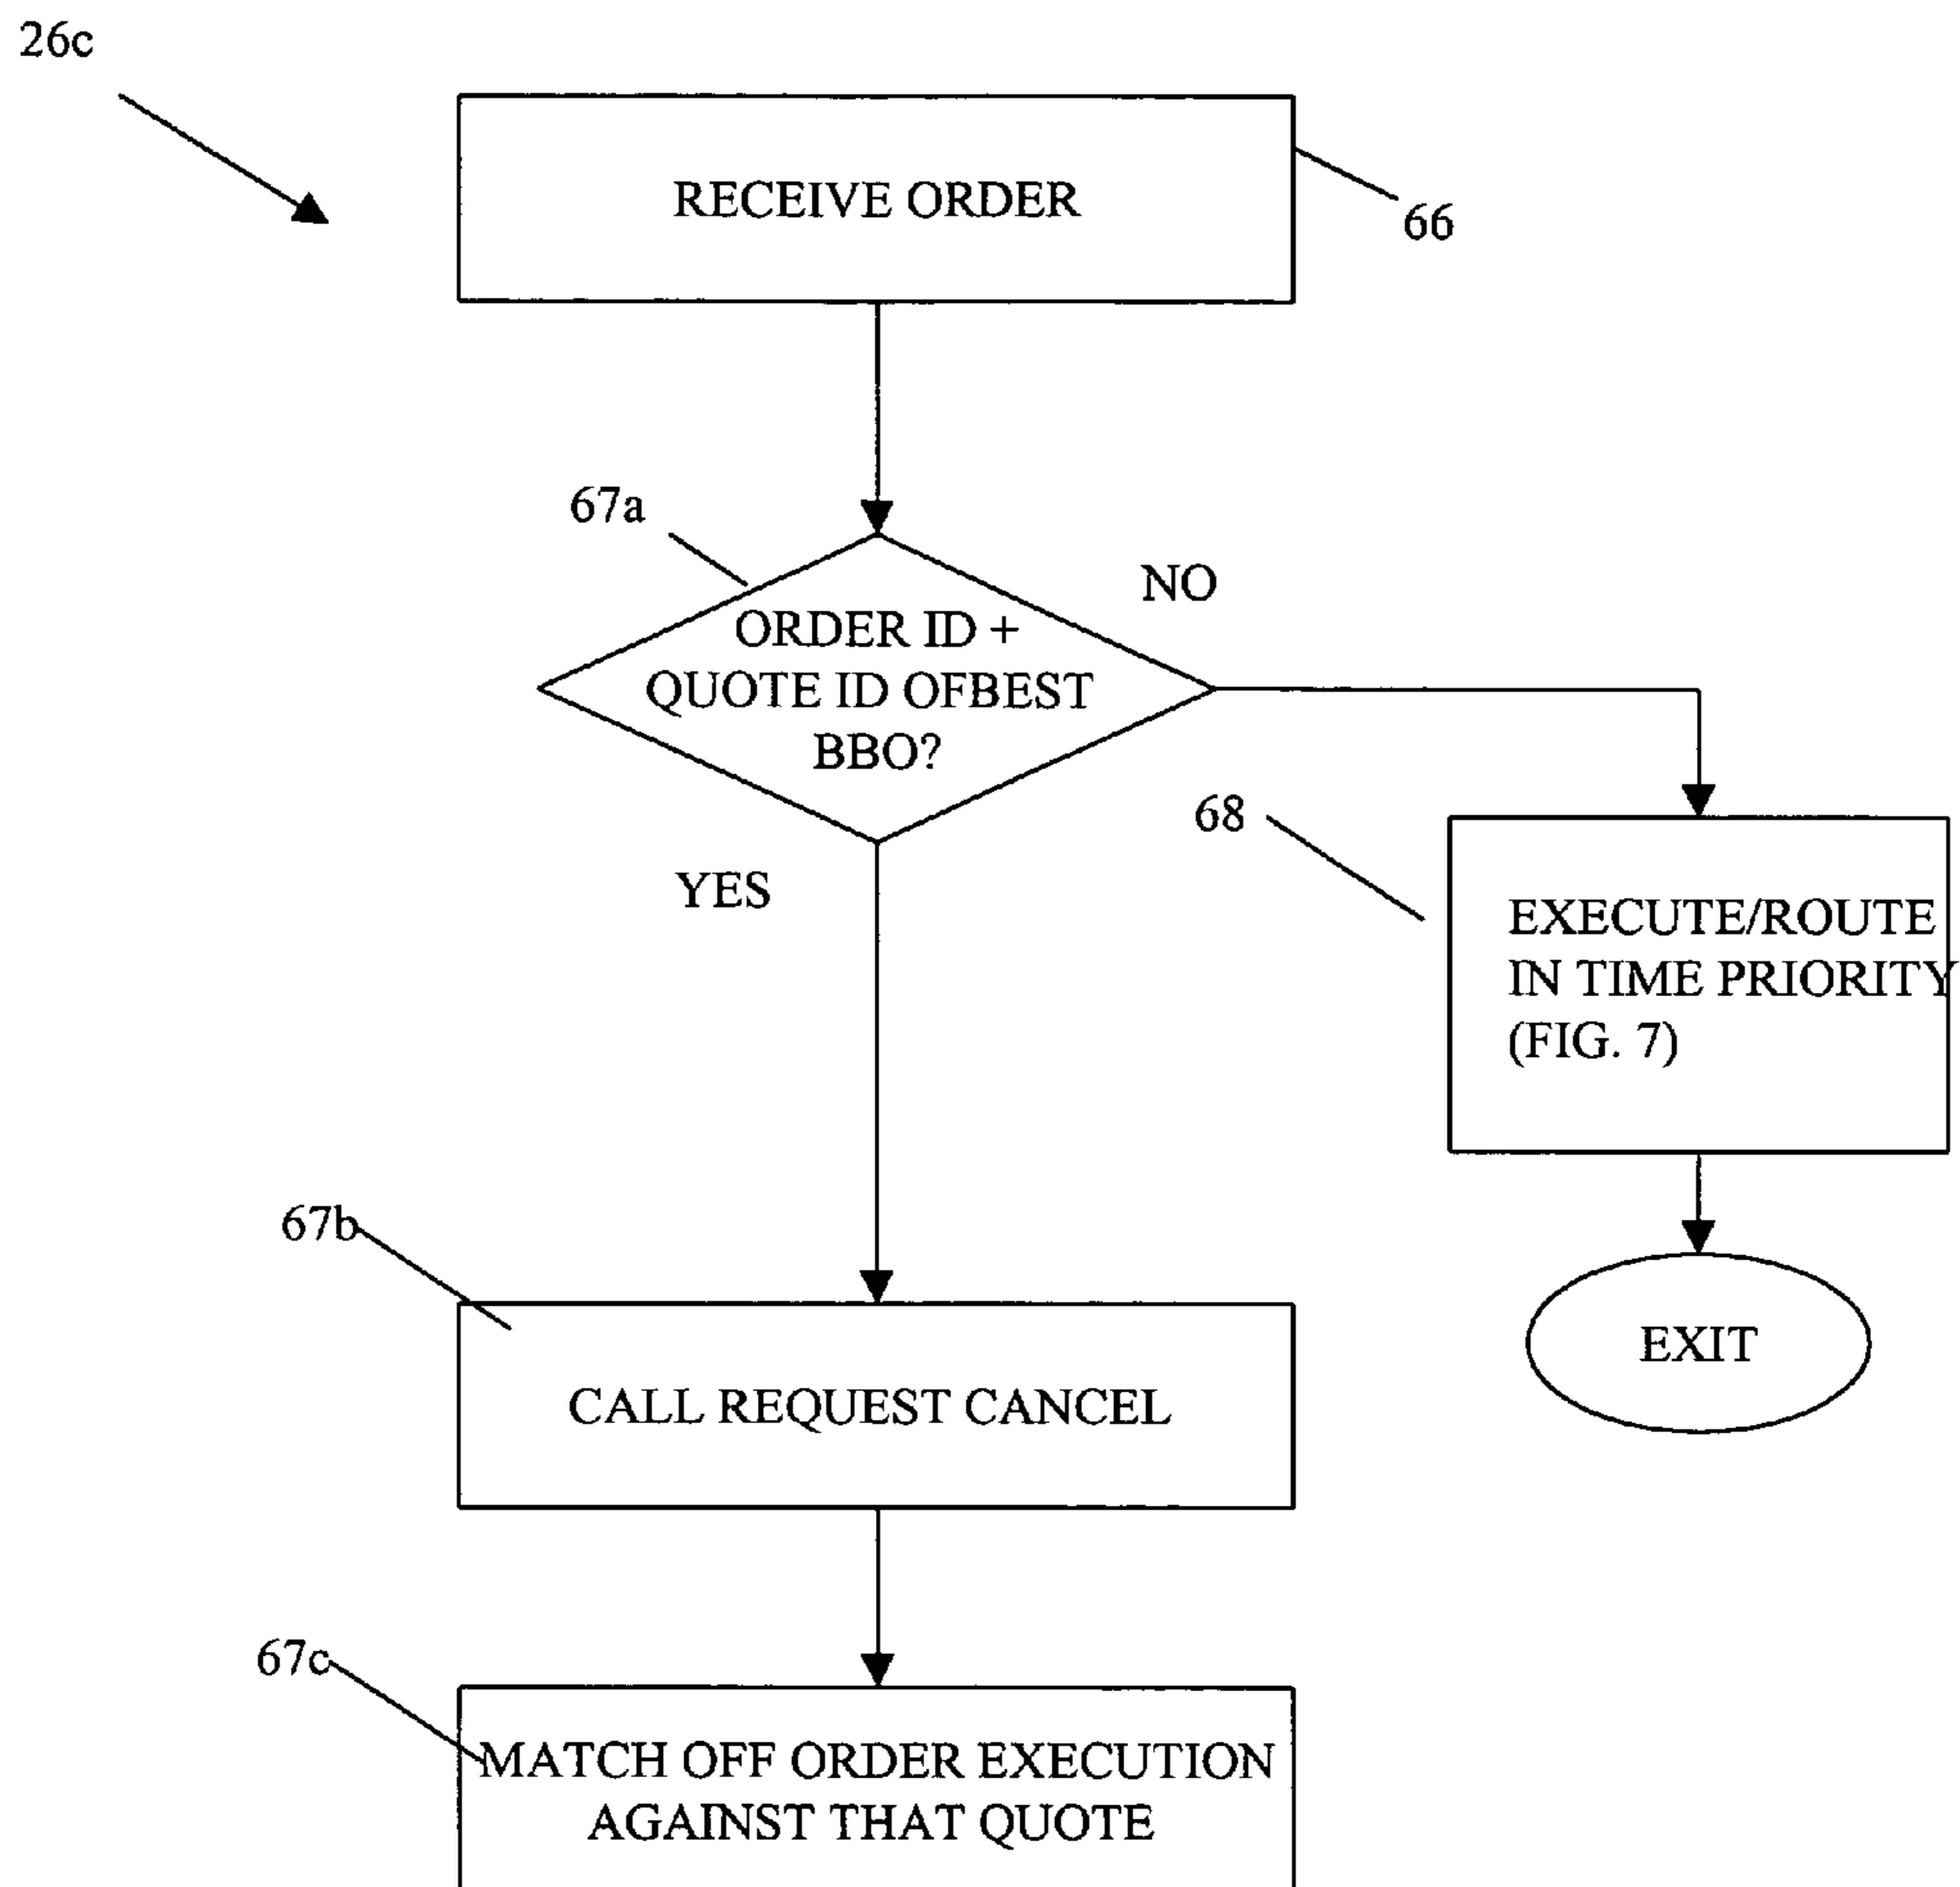 26c
RECEIVE ORDER
66
67a
NO
ORDER ID +
QUOTE ID OFBEST
BBO?
68
YES
EXECUTE/ROUTE
IN TIME PRIORITY
(FIG. 7)
67b
EXIT
CALL REQUEST CANCEL
67c
MATCH OFF ORDER EXECUTION
AGAINST THAT QUOTE